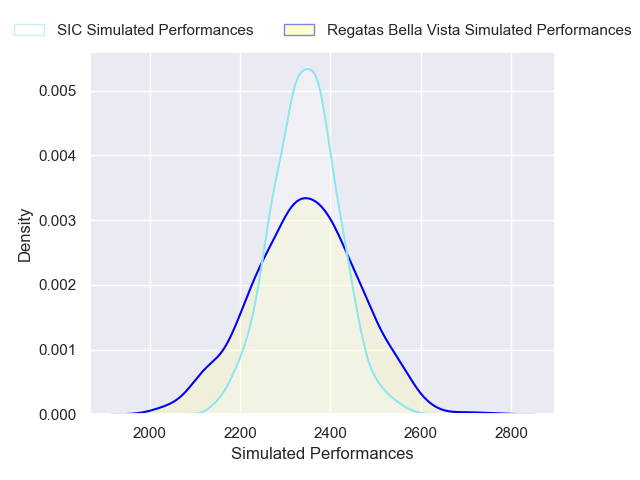 SIC Simulated Performances Regatas Bella Vista Simulated Performances
0.005
0.004
0.003
0.002
0.001
0.000
Density
2000 2200 2400 2600 2800
Simulated Performances